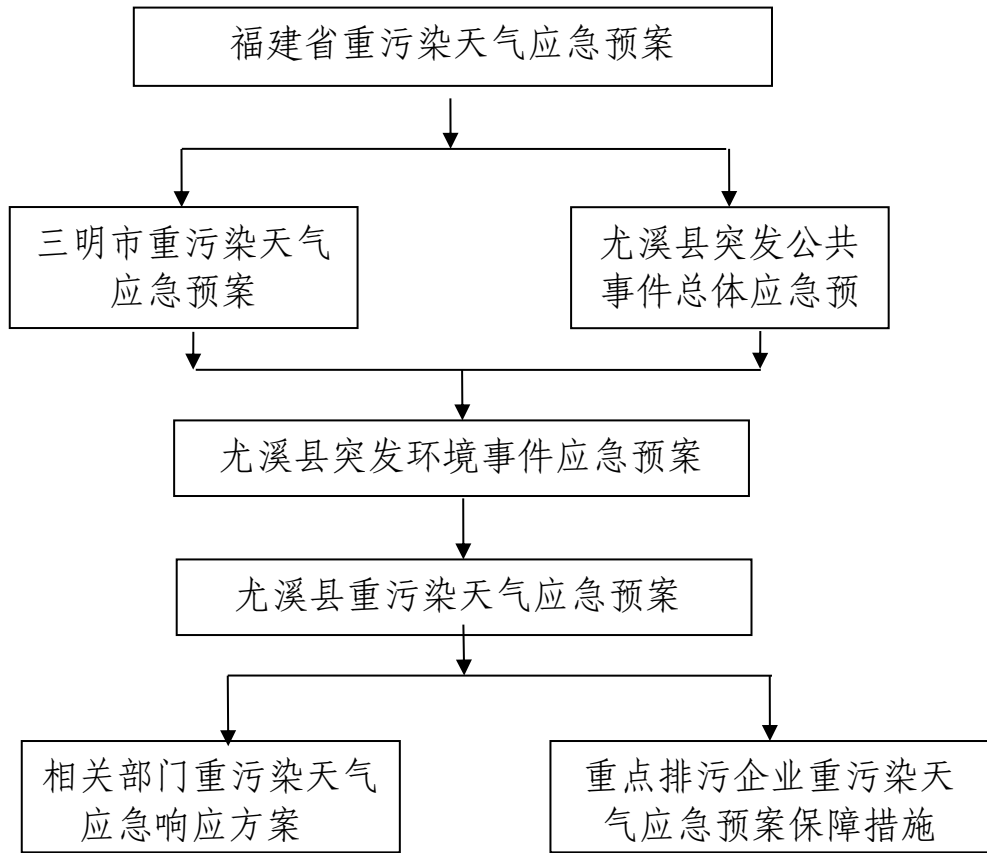 福建省重污染天气应急预案
三明市重污染天气
应急预案
尤溪县突发公共
事件总体应急预
尤溪县突发环境事件应急预案
尤溪县重污染天气应急预案
相关部门重污染天气
应急响应方案
重点排污企业重污染天
气应急预案保障措施